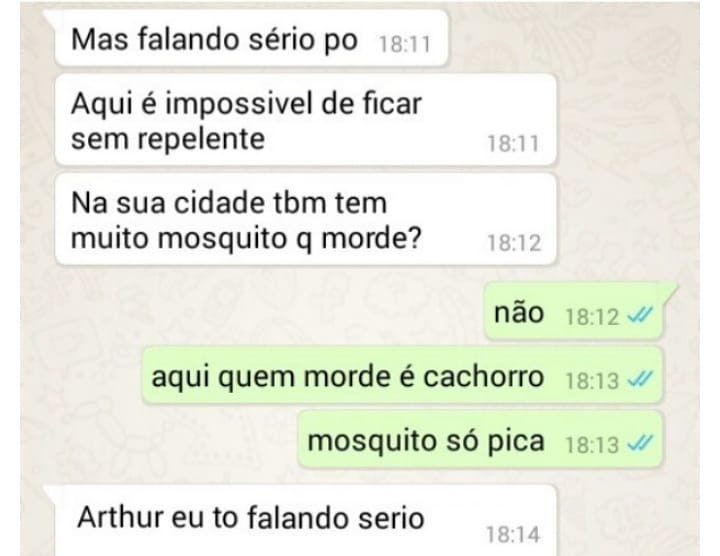 Mas falando sério po 18:11
Aqui é impossivel de ficar
sem repelente 18:11
Na sua cidade tbm tem
muito mosquito q morde? 18:12
não 18:12
aqui quem morde é cachorro 18:13
mosquito só pica 18:13
Arthur eu to falando serio 18:14